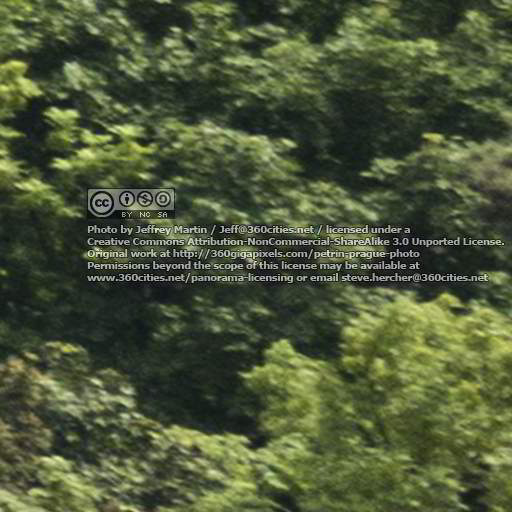 cc
BY NC SA
Photo by Jeffrey Martin / Jeff@360cities.net / licensed under a
Creative Commons Attribution-NonCommercial-ShareAlike 3.0 Unported License.
Original work at http://360gigapixels.com/petrin-prague-photo
Permissions beyond the scope of this license may be available at
www.360cities.net/panorama-licensing or email steve.hercher@360cities.net